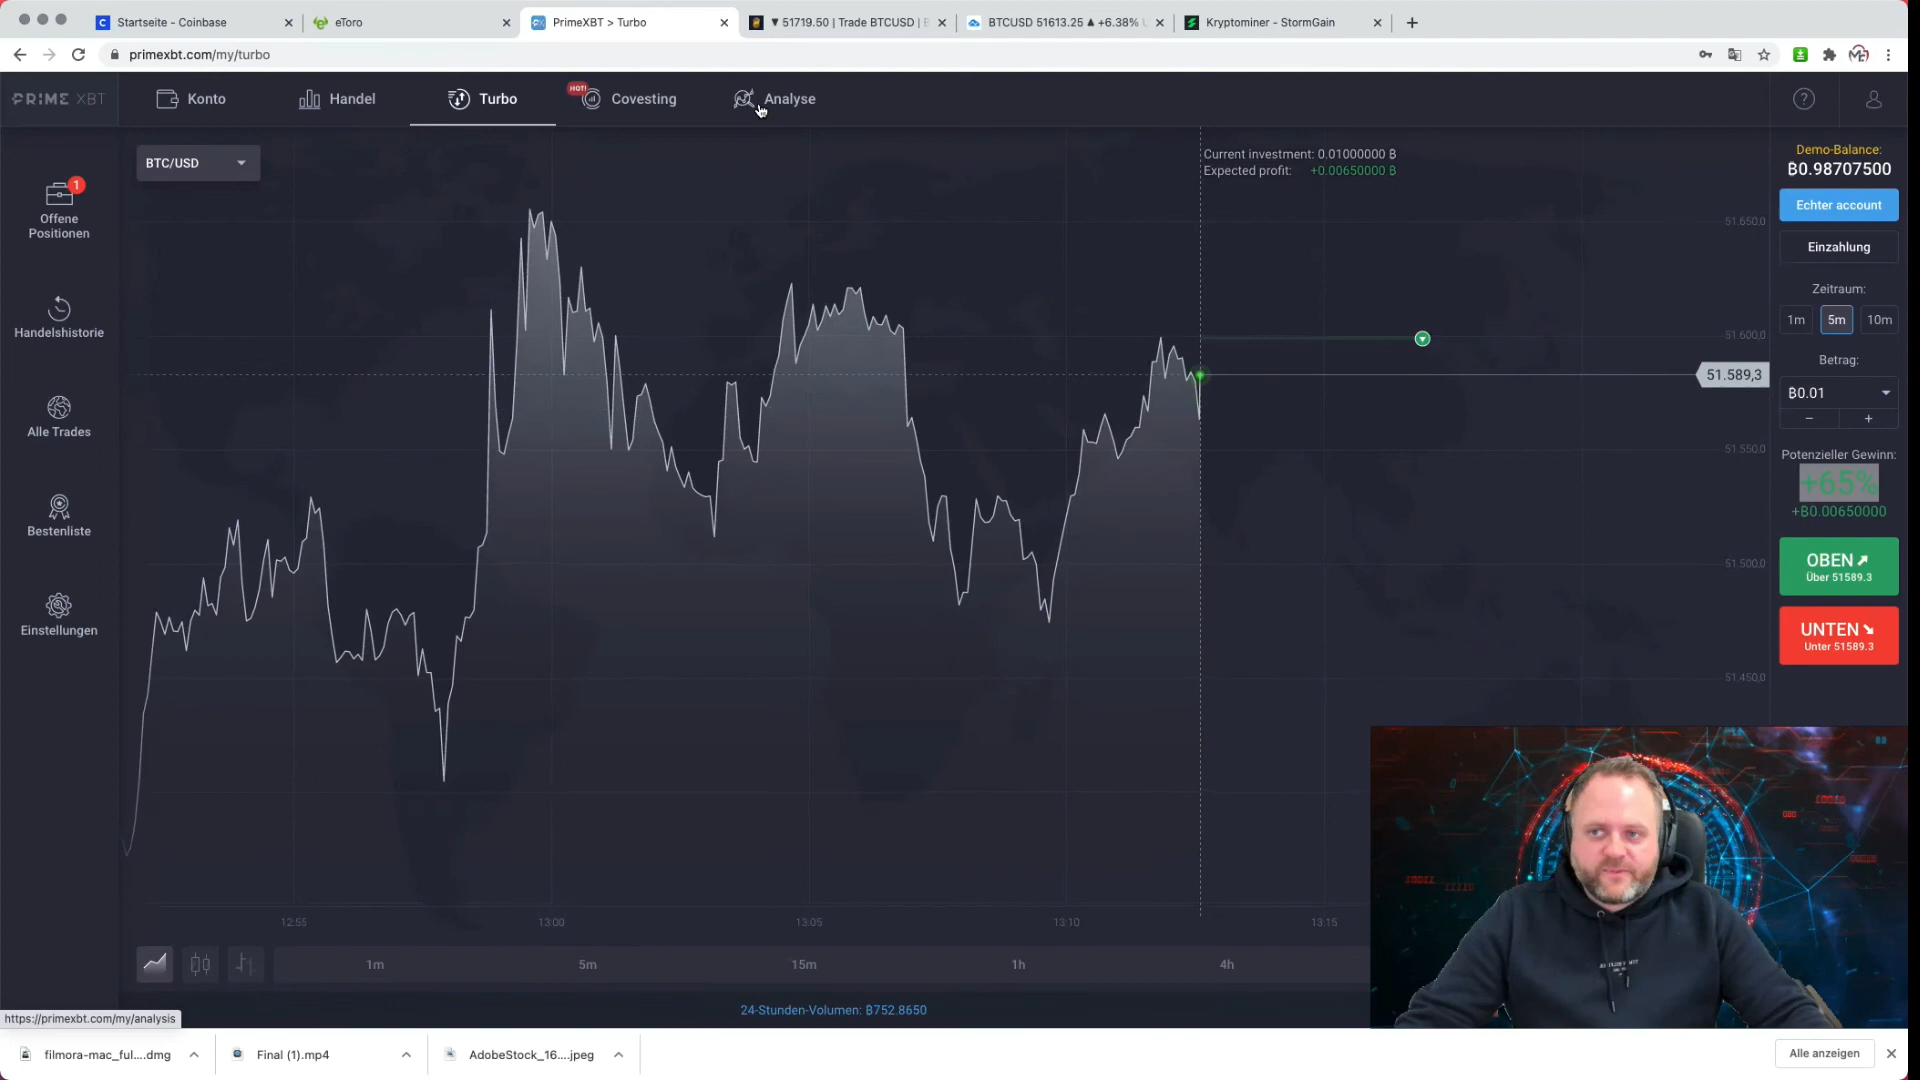 Startseite - Coinbase
eToro
PrimeXBT > Turbo
▼ 51719.50 | Trade BTCUSD |
BTCUSD 51613.25 ▲ +6.38%
Kryptominer - StormGain
primexbt.com/my/turbo
PRIME XBT
Konto
Handel
Turbo
HOT!
Covesting
Analyse
BTC/USD
Current investment: 0.01000000 B
Expected profit: +0.00650000 B
1
Offene
Positionen
Handelshistorie
Alle Trades
Bestenliste
Einstellungen
51.650,0
51.600,0
51.589,3
51.550,0
51.500,0
51.450,0
Demo-Balance:
₿0.98707500
Echter account
Einzahlung
Zeitraum:
1m
5m
10m
Betrag:
₿0.01
−
+
Potenzieller Gewinn:
+65%
+₿0.00650000
OBEN
Über 51589.3
UNTEN
Unter 51589.3
12:55
13:00
13:05
13:10
13:15
1m
5m
15m
1h
4h
24-Stunden-Volumen: ₿752.8650
https://primexbt.com/my/analysis
filmora-mac_ful....dmg
Final (1).mp4
AdobeStock_16....jpeg
Alle anzeigen